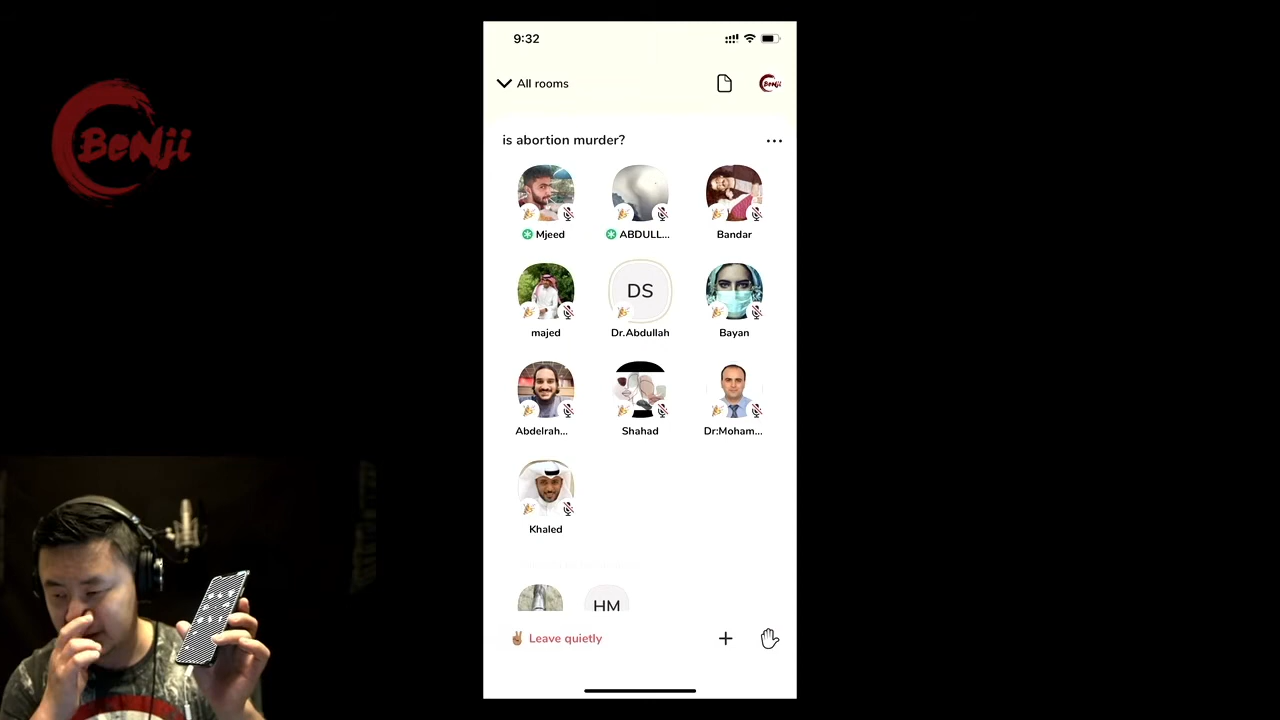 BeNji
9:32
All rooms
Benji
is abortion murder?
Mjeed
ABDULL...
Bandar
DS
majed
Dr.Abdullah
Bayan
Abdelrah...
Shahad
Dr:Moham...
Khaled
HM
Leave quietly